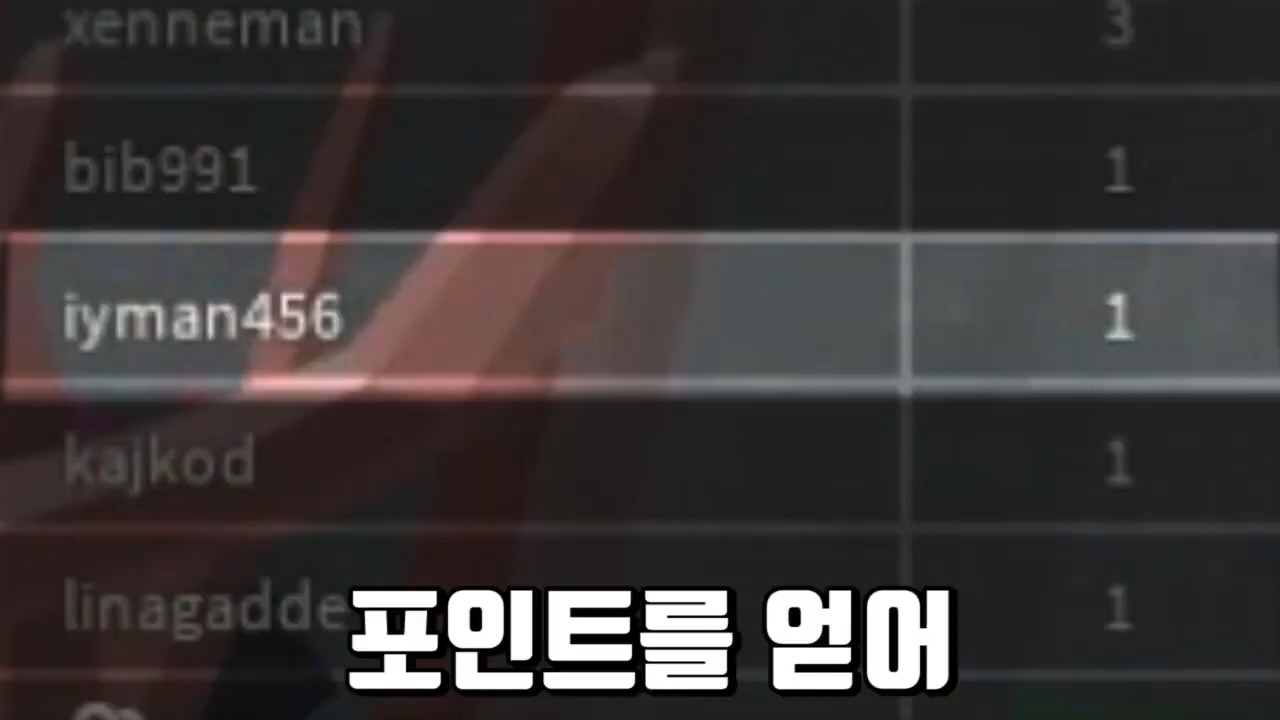 xenneman 3
bib991 1
iyman456 1
kajkod 1
linagadde 1
포인트를 얻어